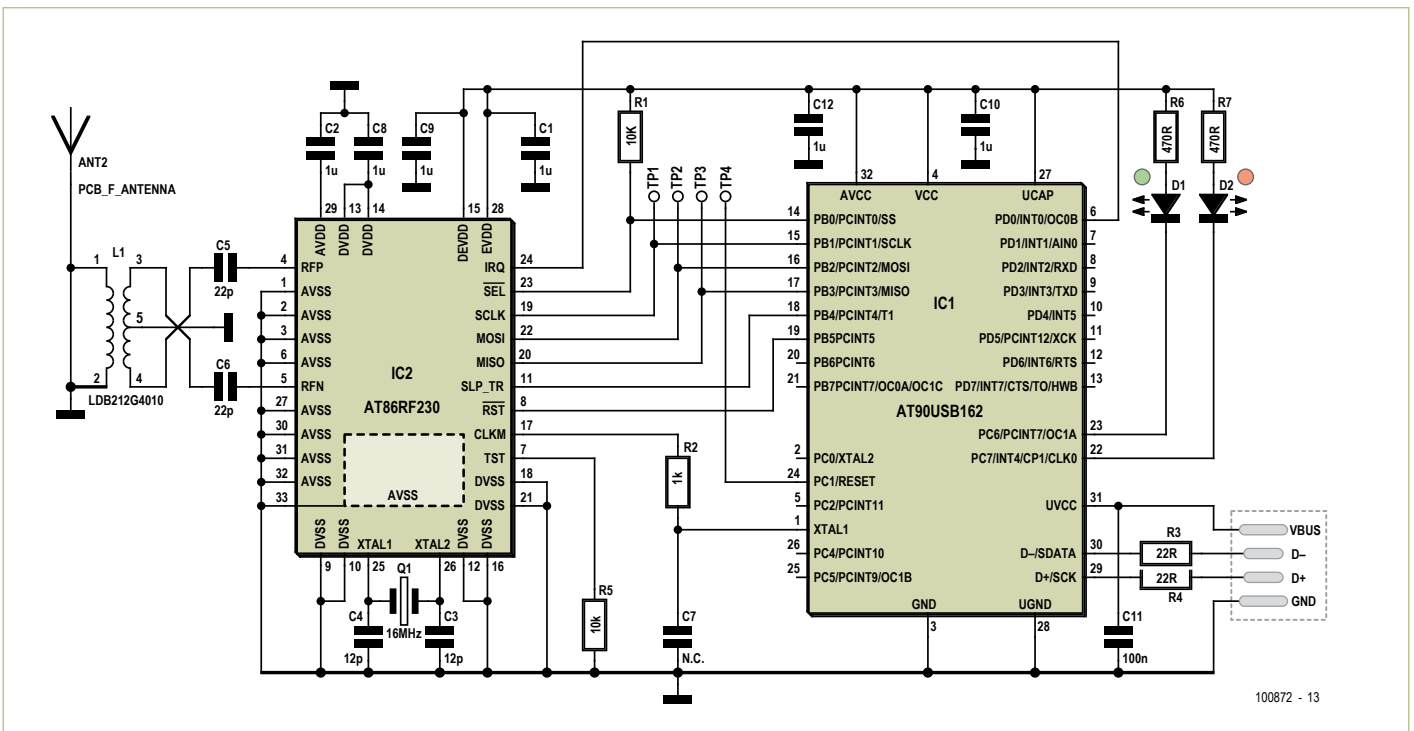 ANT2
PCB_F_ANTENNA
L1
1
3
5
2
4
LDB212G4010
C5
22p
C6
22p
C2
1u
C8
1u
C9
1u
C1
1u
29
13
14
15
28
AVDD
DVDD
DVDD
DEVDD
EVDD
4
RFP
1
AVSS
2
AVSS
3
AVSS
6
AVSS
5
RFN
27
AVSS
30
AVSS
31
AVSS
32
AVSS
33
IC2
AT86RF230
AVSS
IRQ
24
SEL
23
SCLK
19
MOSI
22
MISO
20
SLP_TR
11
RST
8
CLKM
17
TST
7
DVSS
18
DVSS
21
DVSS
DVSS
XTAL1
XTAL2
DVSS
DVSS
9
10
25
26
12
16
Q1
16MHz
C4
12p
C3
12p
R5
10k
R1
10K
TP1
TP2
TP3
TP4
R2
1k
C7
N.C.
C12
1u
C10
1u
32
4
27
AVCC
VCC
UCAP
14
PB0/PCINT0/SS
15
PB1/PCINT1/SCLK
16
PB2/PCINT2/MOSI
17
PB3/PCINT3/MISO
18
PB4/PCINT4/T1
19
PB5PCINT5
20
PB6PCINT6
21
PB7PCINT7/OC0A/OC1C
2
PC0/XTAL2
24
PC1/RESET
5
PC2/PCINT11
1
XTAL1
26
PC4/PCINT10
25
PC5/PCINT9/OC1B
IC1
AT90USB162
PD0/INT0/OC0B
6
PD1/INT1/AIN0
7
PD2/INT2/RXD
8
PD3/INT3/TXD
9
PD4/INT5
10
PD5/PCINT12/XCK
11
PD6/INT6/RTS
12
PD7/INT7/CTS/TO/HWB
13
PC6/PCINT7/OC1A
23
PC7/INT4/CP1/CLK0
22
UVCC
31
D–/SDATA
30
D+/SCK
29
GND
UGND
3
28
R6
470R
R7
470R
D1
D2
R3
22R
22R
R4
C11
100n
VBUS
D–
D+
GND
100872 - 13